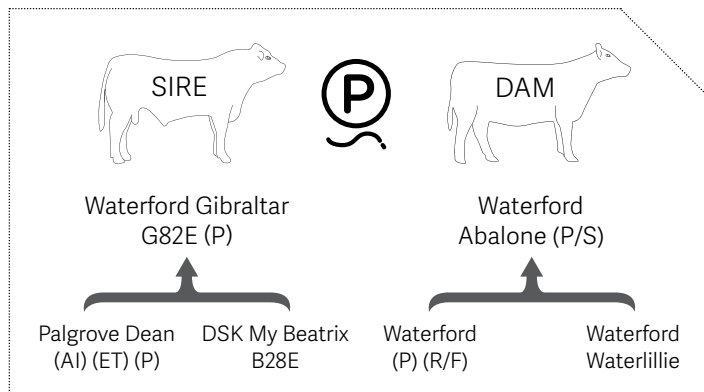 SIRE
P
DAM
Waterford Gibraltar
G82E (P)
Waterford
Abalone (P/S)
Palgrove Dean
(AI) (ET) (P)
DSK My Beatrix
B28E
Waterford
(P) (R/F)
Waterford
Waterlillie